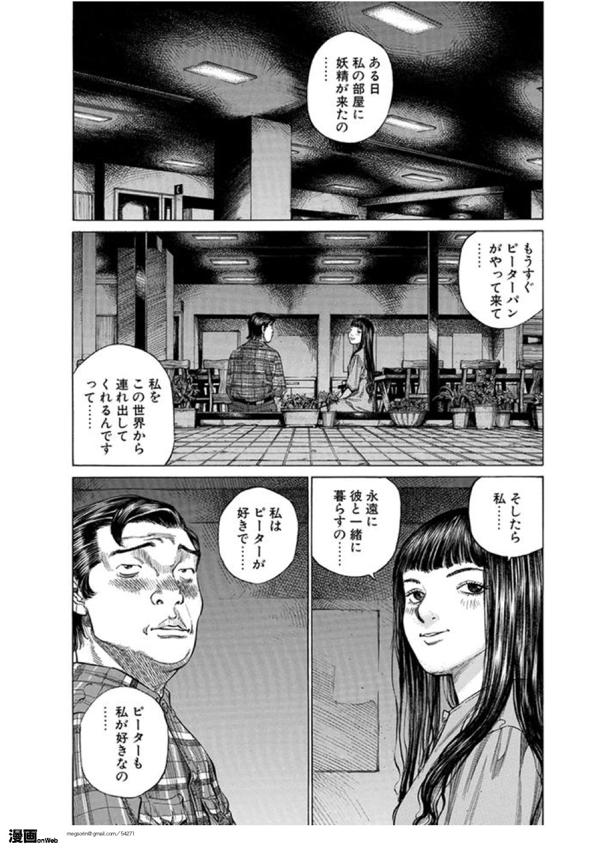 ある日
私の部屋に
妖精が来たの
……
もうすぐ
ピーターパン
がやって来て
……
私を
この世界から
連れ出して
くれるんです
って……
そしたら
私……
永遠に
彼と一緒に
暮らすの…
私は
ピーターが
好きで……
ピーターも
私が好きなの
……
漫画onWeb
megaorin@gmail.com/54271